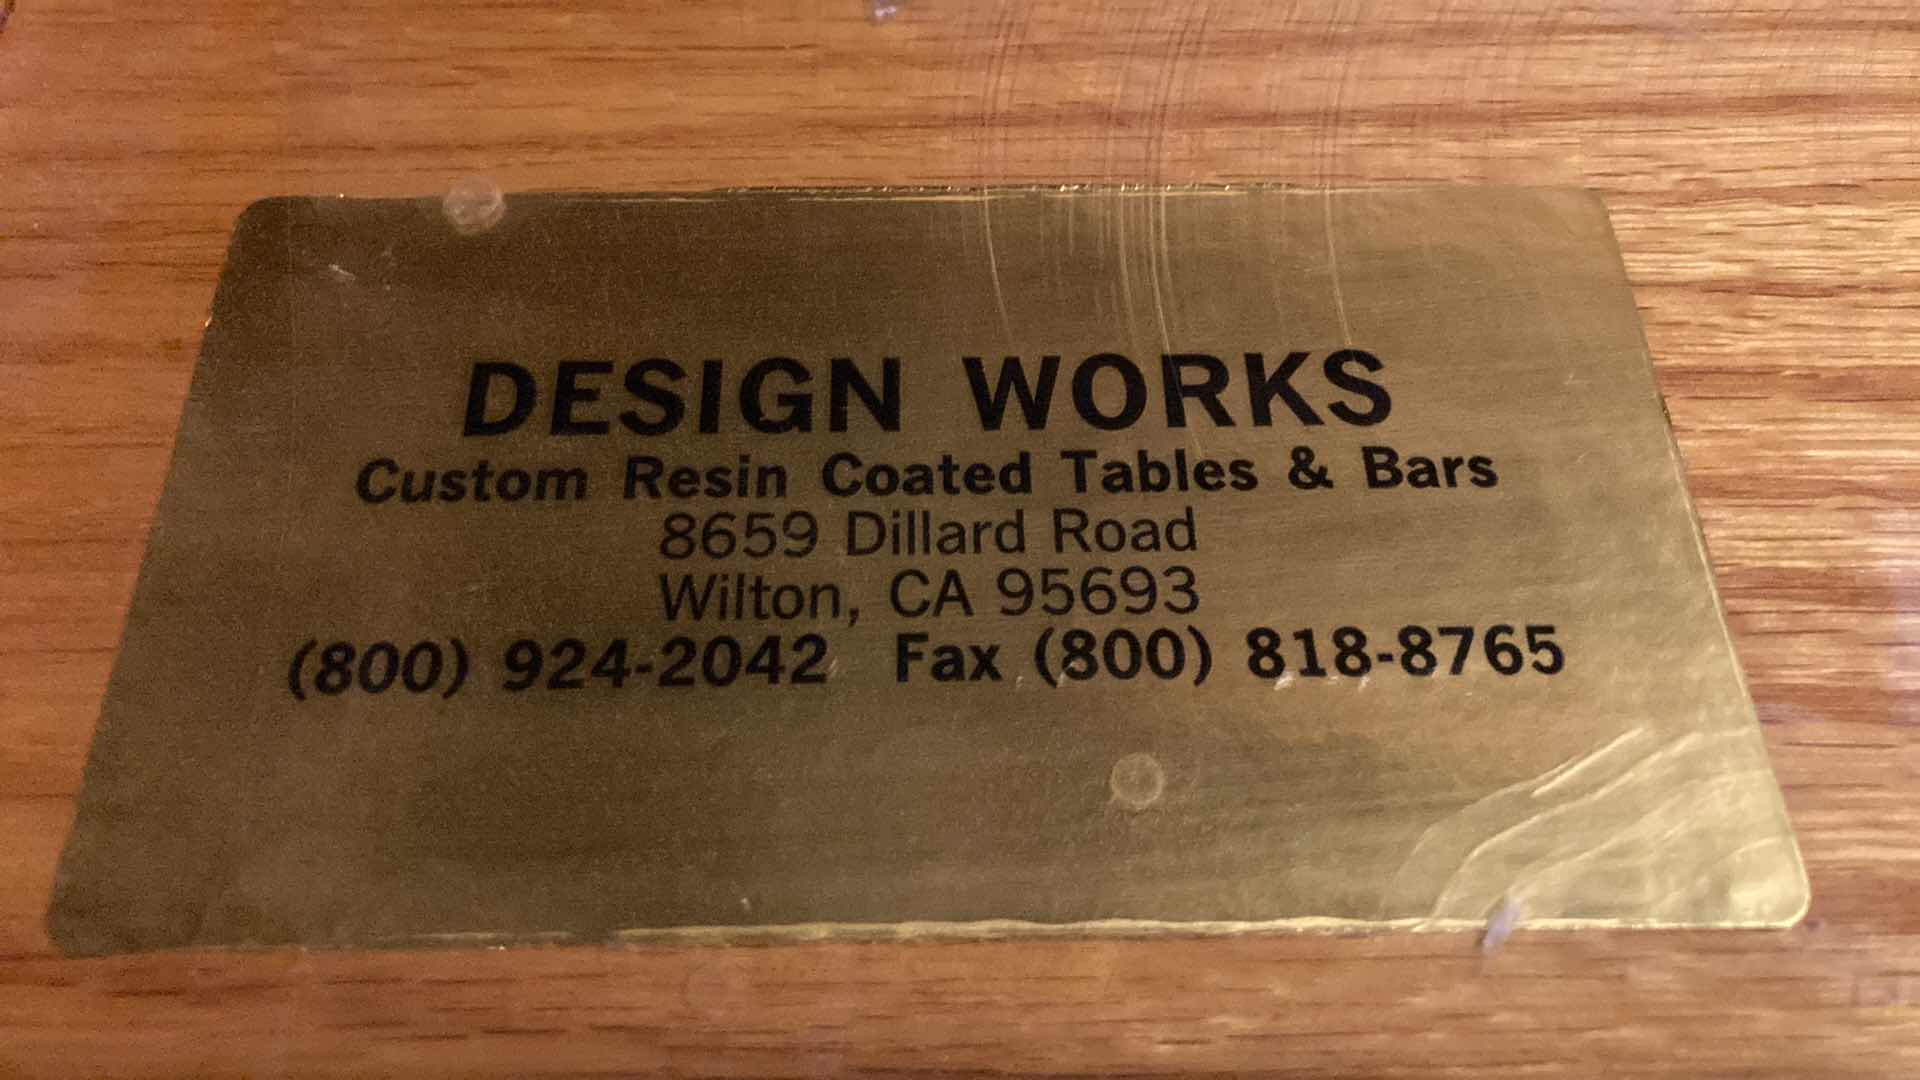 DESIGN WORKS
Custom Resin Coated Tables & Bars
8659 Dillard Road
Wilton, CA 95693
(800) 924-2042 Fax (800) 818-8765